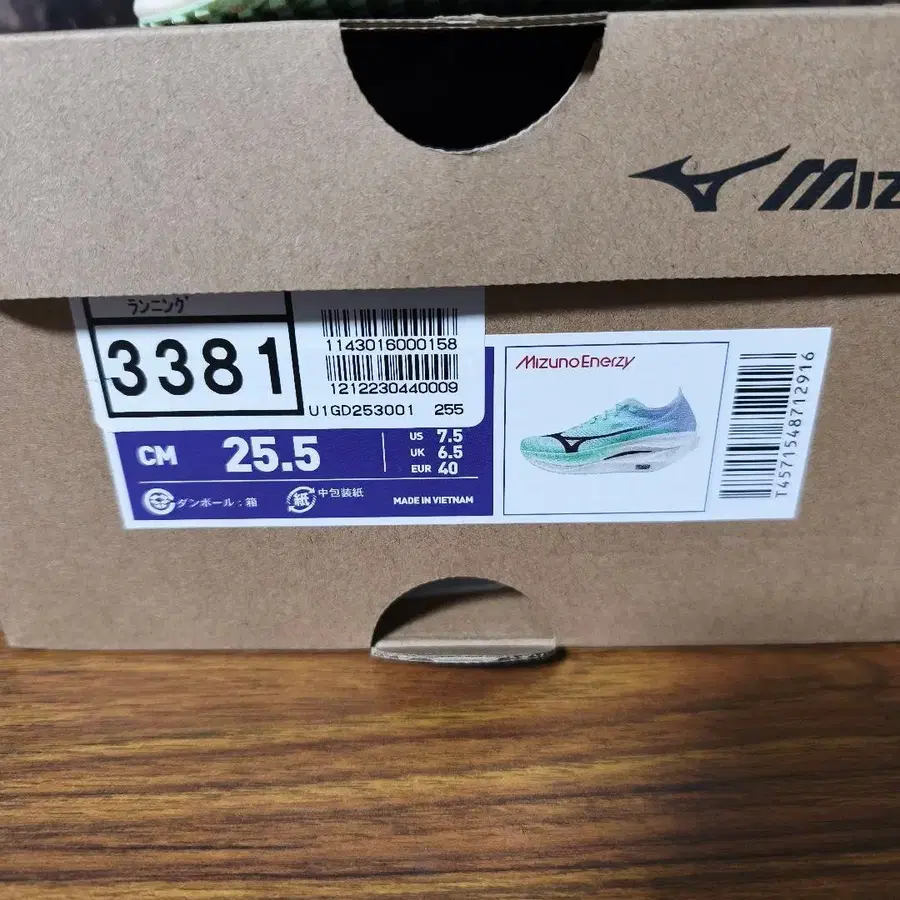 MIZ
ランニング
3381
1143016000158
1212230440009
U1GD253001 255
CM 25.5
US 7.5
UK 6.5
EUR 40
ダンボール：箱
紙 中包装紙
MADE IN VIETNAM
MizunoEnerzy
T4571548712916